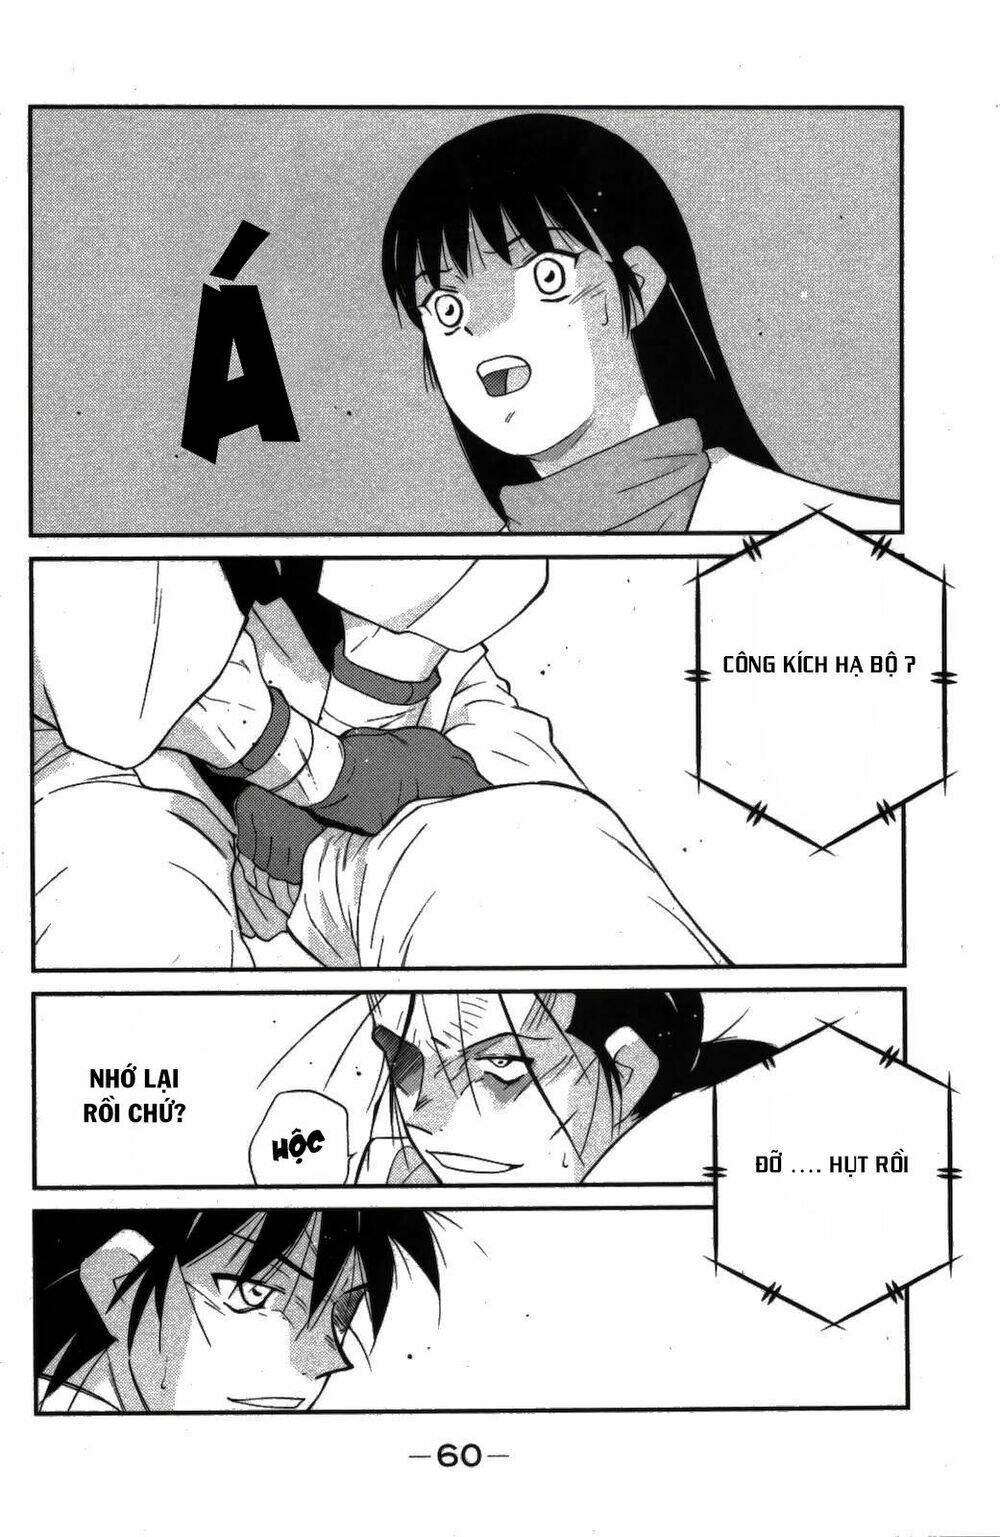 Á
CÔNG KÍCH HẠ BỘ ?
NHỚ LẠI
RỒI CHỨ?
HỘC
ĐỠ .... HỤT RỒI
—60—